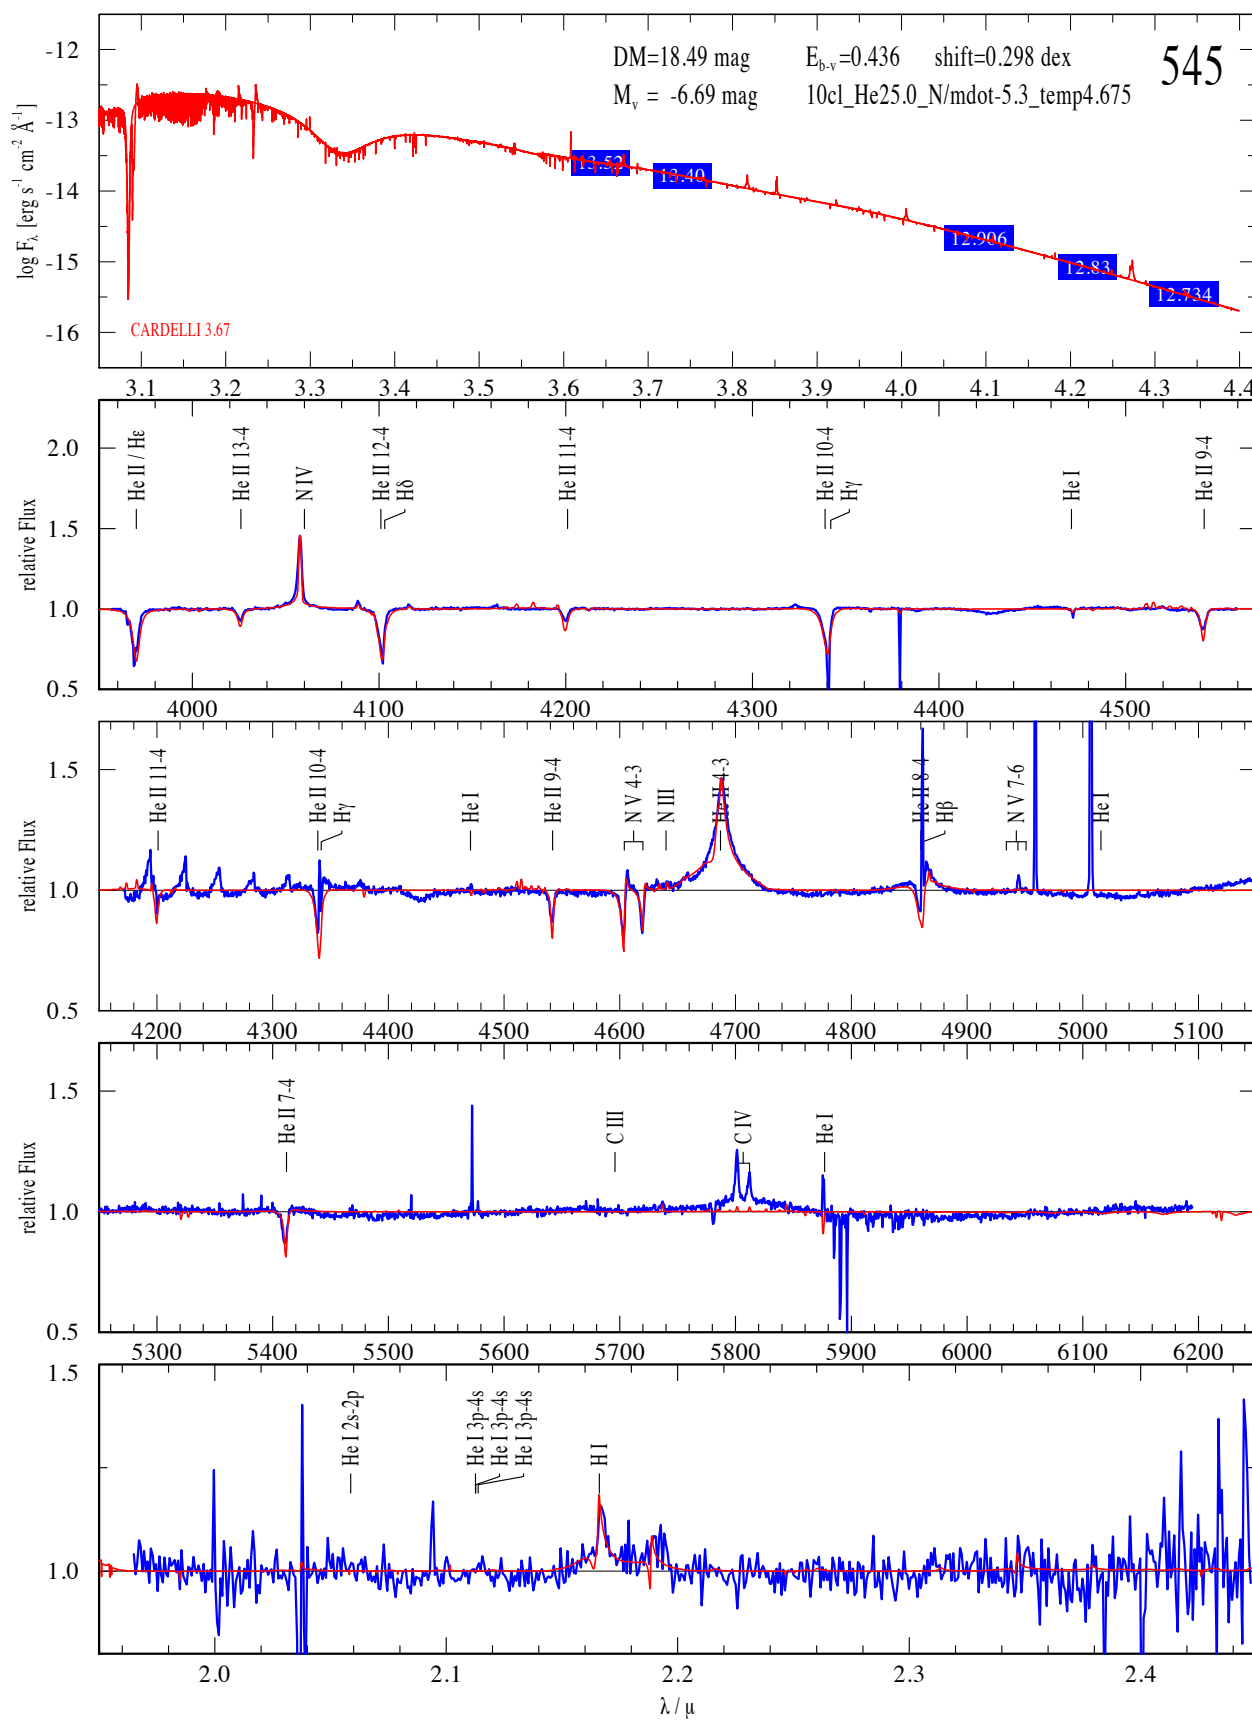 DM=18.49 mag E_b-v=0.436 shift=0.298 dex 545
M_v = -6.69 mag 10cl_He25.0_N/mdot-5.3_temp4.675
log F_λ [erg s⁻¹ cm⁻² Å⁻¹]
-12
-13
-14
-15
-16
13.52 13.40 12.906 12.83 12.734
CARDELLI 3.67
3.1 3.2 3.3 3.4 3.5 3.6 3.7 3.8 3.9 4.0 4.1 4.2 4.3 4.4
relative Flux
2.0
1.5
1.0
0.5
He II / Hε
He II 13-4
N IV
He II 12-4
Hδ
He II 11-4
He II 10-4
Hγ
He I
He II 9-4
4000 4100 4200 4300 4400 4500
relative Flux
1.5
1.0
0.5
He II 11-4
He II 10-4
Hγ
He I
He II 9-4
N V 4-3
N III
He II 4-3
He II 8-4
Hβ
N V 7-6
He I
4200 4300 4400 4500 4600 4700 4800 4900 5000 5100
relative Flux
1.5
1.0
0.5
He II 7-4
C III
C IV
He I
5300 5400 5500 5600 5700 5800 5900 6000 6100 6200
1.5
1.0
He I 2s-2p
He I 3p-4s
He I 3p-4s
He I 3p-4s
H I
2.0 2.1 2.2 2.3 2.4
λ / μ